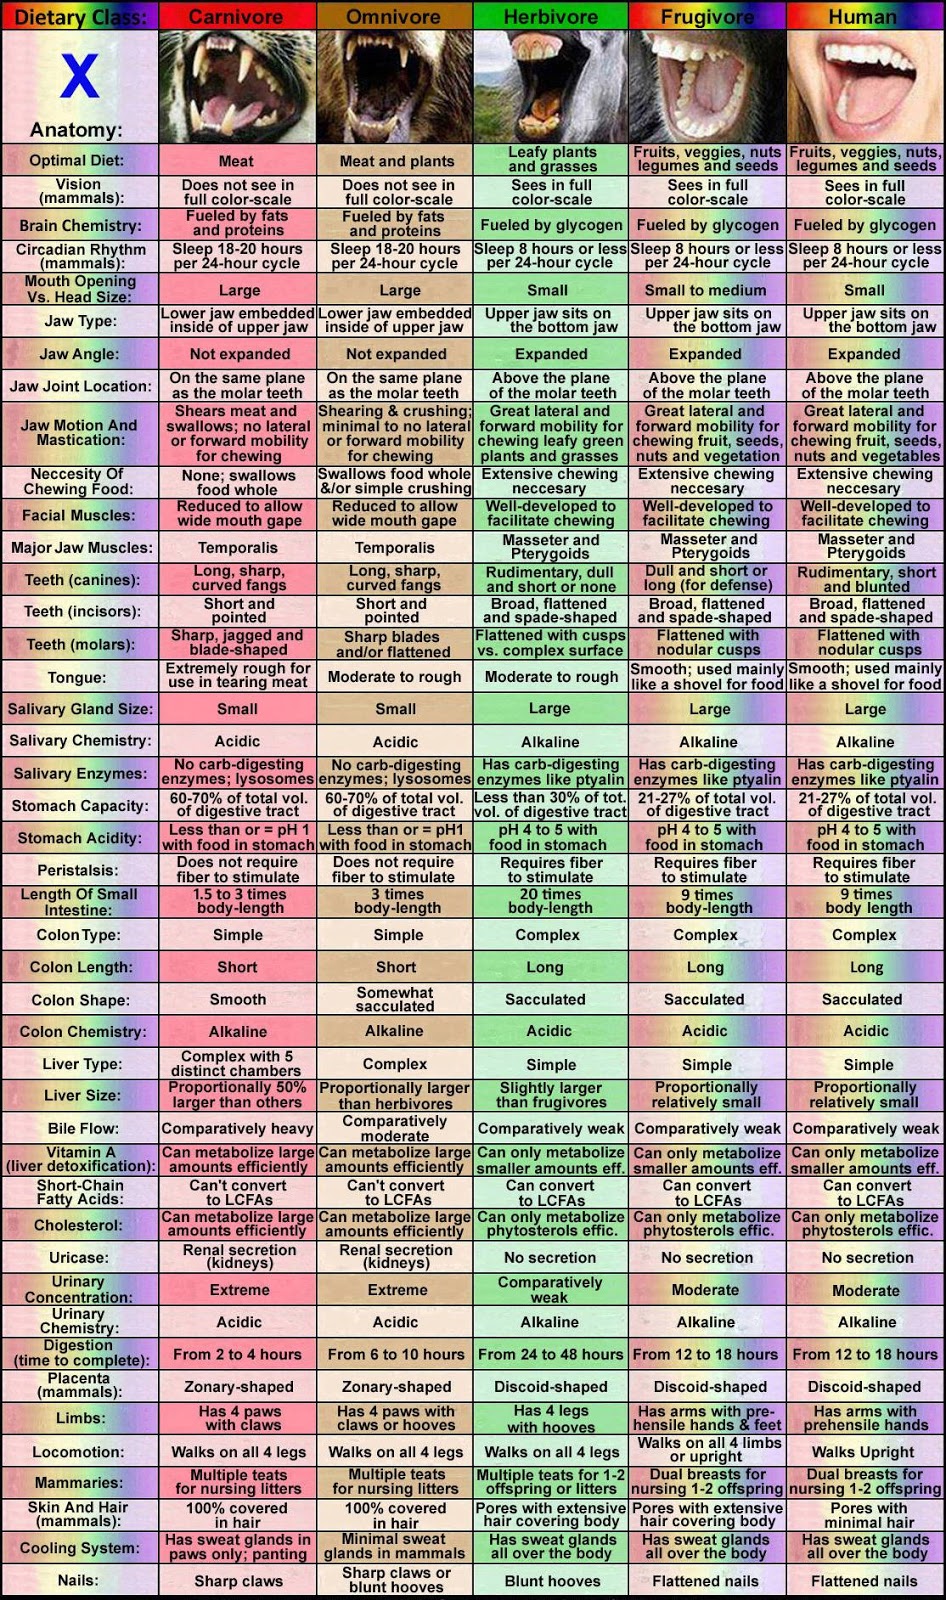 Dietary Class:
Carnivore
Omnivore
Herbivore
Frugivore
Human
X
Anatomy:
Optimal Diet:
Meat
Meat and plants
Leafy plants
and grasses
Fruits, veggies, nuts
legumes and seeds
Fruits, veggies, nuts,
legumes and seeds
Vision
(mammals):
Does not see in
full color-scale
Does not see in
full color-scale
Sees in full
color-scale
Sees in full
color-scale
Sees in full
color-scale
Brain Chemistry:
Fueled by fats
and proteins
Fueled by fats
and proteins
Fueled by glycogen
Fueled by glycogen
Fueled by glycogen
Circadian Rhythm
(mammals):
Sleep 18-20 hours
per 24-hour cycle
Sleep 18-20 hours
per 24-hour cycle
Sleep 8 hours or less
per 24-hour cycle
Sleep 8 hours or less
per 24-hour cycle
Sleep 8 hours or less
per 24-hour cycle
Mouth Opening
Vs. Head Size:
Large
Large
Small
Small to medium
Small
Jaw Type:
Lower jaw embedded
inside of upper jaw
Lower jaw embedded
inside of upper jaw
Upper jaw sits on
the bottom jaw
Upper jaw sits on
the bottom jaw
Upper jaw sits on
the bottom jaw
Jaw Angle:
Not expanded
Not expanded
Expanded
Expanded
Expanded
Jaw Joint Location:
On the same plane
as the molar teeth
On the same plane
as the molar teeth
Above the plane
of the molar teeth
Above the plane
of the molar teeth
Above the plane
of the molar teeth
Jaw Motion And
Mastication:
Shears meat and
swallows; no lateral
or forward mobility
for chewing
Shearing & crushing;
minimal to no lateral
or forward mobility
for chewing
Great lateral and
forward mobility for
chewing leafy green
plants and grasses
Great lateral and
forward mobility for
chewing fruit, seeds,
nuts and vegetation
Great lateral and
forward mobility for
chewing fruit, seeds,
nuts and vegetables
Neccesity Of
Chewing Food:
None; swallows
food whole
Swallows food whole
&/or simple crushing
Extensive chewing
neccesary
Extensive chewing
neccesary
Extensive chewing
neccesary
Facial Muscles:
Reduced to allow
wide mouth gape
Reduced to allow
wide mouth gape
Well-developed to
facilitate chewing
Well-developed to
facilitate chewing
Well-developed to
facilitate chewing
Major Jaw Muscles:
Temporalis
Temporalis
Masseter and
Pterygoids
Masseter and
Pterygoids
Masseter and
Pterygoids
Teeth (canines):
Long, sharp,
curved fangs
Long, sharp,
curved fangs
Rudimentary, dull
and short or none
Dull and short or
long (for defense)
Rudimentary, short
and blunted
Teeth (incisors):
Short and
pointed
Short and
pointed
Broad, flattened
and spade-shaped
Broad, flattened
and spade-shaped
Broad, flattened
and spade-shaped
Teeth (molars):
Sharp, jagged and
blade-shaped
Sharp blades
and/or flattened
Flattened with cusps
vs. complex surface
Flattened with
nodular cusps
Flattened with
nodular cusps
Tongue:
Extremely rough for
use in tearing meat
Moderate to rough
Moderate to rough
Smooth; used mainly
like a shovel for food
Smooth; used mainly
like a shovel for food
Salivary Gland Size:
Small
Small
Large
Large
Large
Salivary Chemistry:
Acidic
Acidic
Alkaline
Alkaline
Alkaline
Salivary Enzymes:
No carb-digesting
enzymes; lysosomes
No carb-digesting
enzymes; lysosomes
Has carb-digesting
enzymes like ptyalin
Has carb-digesting
enzymes like ptyalin
Has carb-digesting
enzymes like ptyalin
Stomach Capacity:
60-70% of total vol.
of digestive tract
60-70% of total vol.
of digestive tract
Less than 30% of tot.
vol. of digestive tract
21-27% of total vol.
of digestive tract
21-27% of total vol.
of digestive tract
Stomach Acidity:
Less than or = pH 1
with food in stomach
Less than or = pH1
with food in stomach
pH 4 to 5 with
food in stomach
pH 4 to 5 with
food in stomach
pH 4 to 5 with
food in stomach
Peristalsis:
Does not require
fiber to stimulate
Does not require
fiber to stimulate
Requires fiber
to stimulate
Requires fiber
to stimulate
Requires fiber
to stimulate
Length Of Small
Intestine:
1.5 to 3 times
body-length
3 times
body-length
20 times
body-length
9 times
body-length
9 times
body length
Colon Type:
Simple
Simple
Complex
Complex
Complex
Colon Length:
Short
Short
Long
Long
Long
Colon Shape:
Smooth
Somewhat
sacculated
Sacculated
Sacculated
Sacculated
Colon Chemistry:
Alkaline
Alkaline
Acidic
Acidic
Acidic
Liver Type:
Complex with 5
distinct chambers
Complex
Simple
Simple
Simple
Liver Size:
Proportionally 50%
larger than others
Proportionally larger
than herbivores
Slightly larger
than frugivores
Proportionally
relatively small
Proportionally
relatively small
Bile Flow:
Comparatively heavy
Comparatively
moderate
Comparatively weak
Comparatively weak
Comparatively weak
Vitamin A
(liver detoxification):
Can metabolize large
amounts efficiently
Can metabolize large
amounts efficiently
Can only metabolize
smaller amounts eff.
Can only metabolize
smaller amounts eff.
Can only metabolize
smaller amounts eff.
Short-Chain
Fatty Acids:
Can't convert
to LCFAs
Can't convert
to LCFAs
Can convert
to LCFAs
Can convert
to LCFAs
Can convert
to LCFAs
Cholesterol:
Can metabolize large
amounts efficiently
Can metabolize large
amounts efficiently
Can only metabolize
phytosterols effic.
Can only metabolize
phytosterols effic.
Can only metabolize
phytosterols effic.
Uricase:
Renal secretion
(kidneys)
Renal secretion
(kidneys)
No secretion
No secretion
No secretion
Urinary
Concentration:
Extreme
Extreme
Comparatively
weak
Moderate
Moderate
Urinary
Chemistry:
Acidic
Acidic
Alkaline
Alkaline
Alkaline
Digestion
(time to complete):
From 2 to 4 hours
From 6 to 10 hours
From 24 to 48 hours
From 12 to 18 hours
From 12 to 18 hours
Placenta
(mammals):
Zonary-shaped
Zonary-shaped
Discoid-shaped
Discoid-shaped
Discoid-shaped
Limbs:
Has 4 paws
with claws
Has 4 paws with
claws or hooves
Has 4 legs
with hooves
Has arms with pre-
hensile hands & feet
Has arms with
prehensile hands
Locomotion:
Walks on all 4 legs
Walks on all 4 legs
Walks on all 4 legs
Walks on all 4 limbs
or upright
Walks Upright
Mammaries:
Multiple teats
for nursing litters
Multiple teats
for nursing litters
Multiple teats for 1-2
offspring or litters
Dual breasts for
nursing 1-2 offspring
Dual breasts for
nursing 1-2 offspring
Skin And Hair
(mammals):
100% covered
in hair
100% covered
in hair
Pores with extensive
hair covering body
Pores with extensive
hair covering body
Pores with
minimal hair
Cooling System:
Has sweat glands in
paws only; panting
Minimal sweat
glands in mammals
Has sweat glands
all over the body
Has sweat glands
all over the body
Has sweat glands
all over the body
Nails:
Sharp claws
Sharp claws or
blunt hooves
Blunt hooves
Flattened nails
Flattened nails